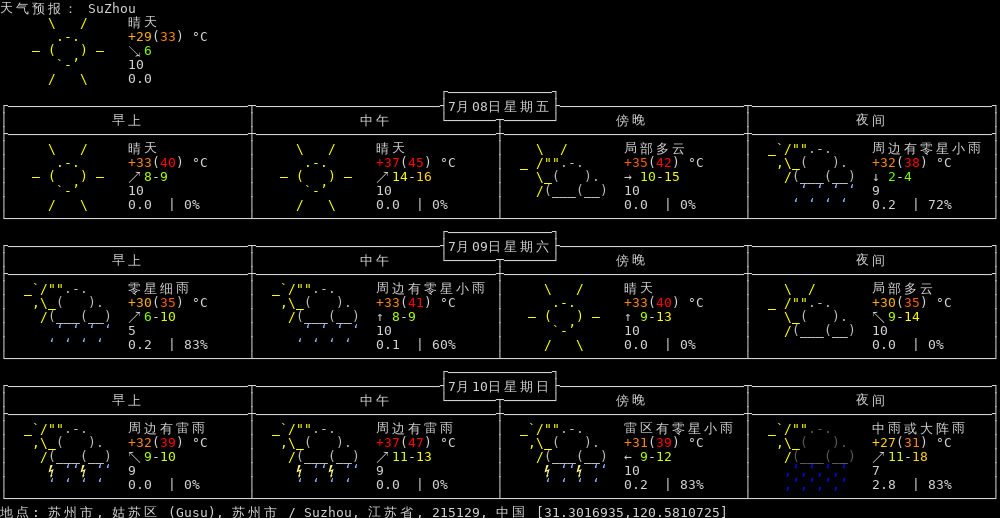 天气预报: SuZhou
晴天
+29(33) °C
↘ 6
10
0.0
7月08日星期五
早上 中午 傍晚 夜间
晴天 晴天 局部多云 周边有零星小雨
+33(40) °C +37(45) °C +35(42) °C +32(38) °C
↗ 8-9 ↗ 14-16 → 10-15 ↓ 2-4
10 10 10 9
0.0 | 0% 0.0 | 0% 0.0 | 0% 0.2 | 72%
7月09日星期六
早上 中午 傍晚 夜间
零星细雨 周边有零星小雨 晴天 局部多云
+30(35) °C +33(41) °C +33(40) °C +30(35) °C
↗ 6-10 ↑ 8-9 ↑ 9-13 ↖ 9-14
5 10 10 10
0.2 | 83% 0.1 | 60% 0.0 | 0% 0.0 | 0%
7月10日星期日
早上 中午 傍晚 夜间
周边有雷雨 周边有雷雨 雷区有零星小雨 中雨或大阵雨
+32(39) °C +37(47) °C +31(39) °C +27(31) °C
↖ 9-10 ↗ 11-13 ← 9-12 ↗ 11-18
9 9 10 7
0.0 | 0% 0.0 | 0% 0.2 | 83% 2.8 | 83%
地点: 苏州市, 姑苏区 (Gusu), 苏州市 / Suzhou, 江苏省, 215129, 中国 [31.3016935,120.5810725]